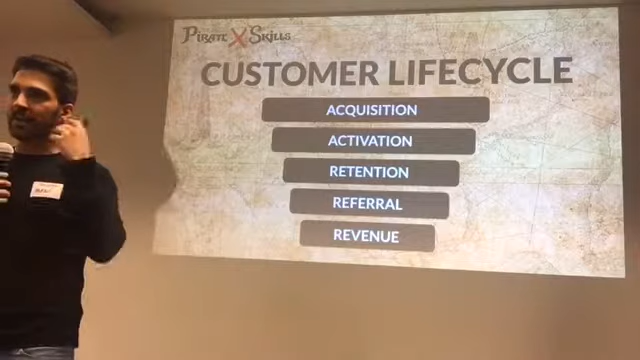 PIRATE X SKILLS
CUSTOMER LIFECYCLE
ACQUISITION
ACTIVATION
RETENTION
REFERRAL
REVENUE